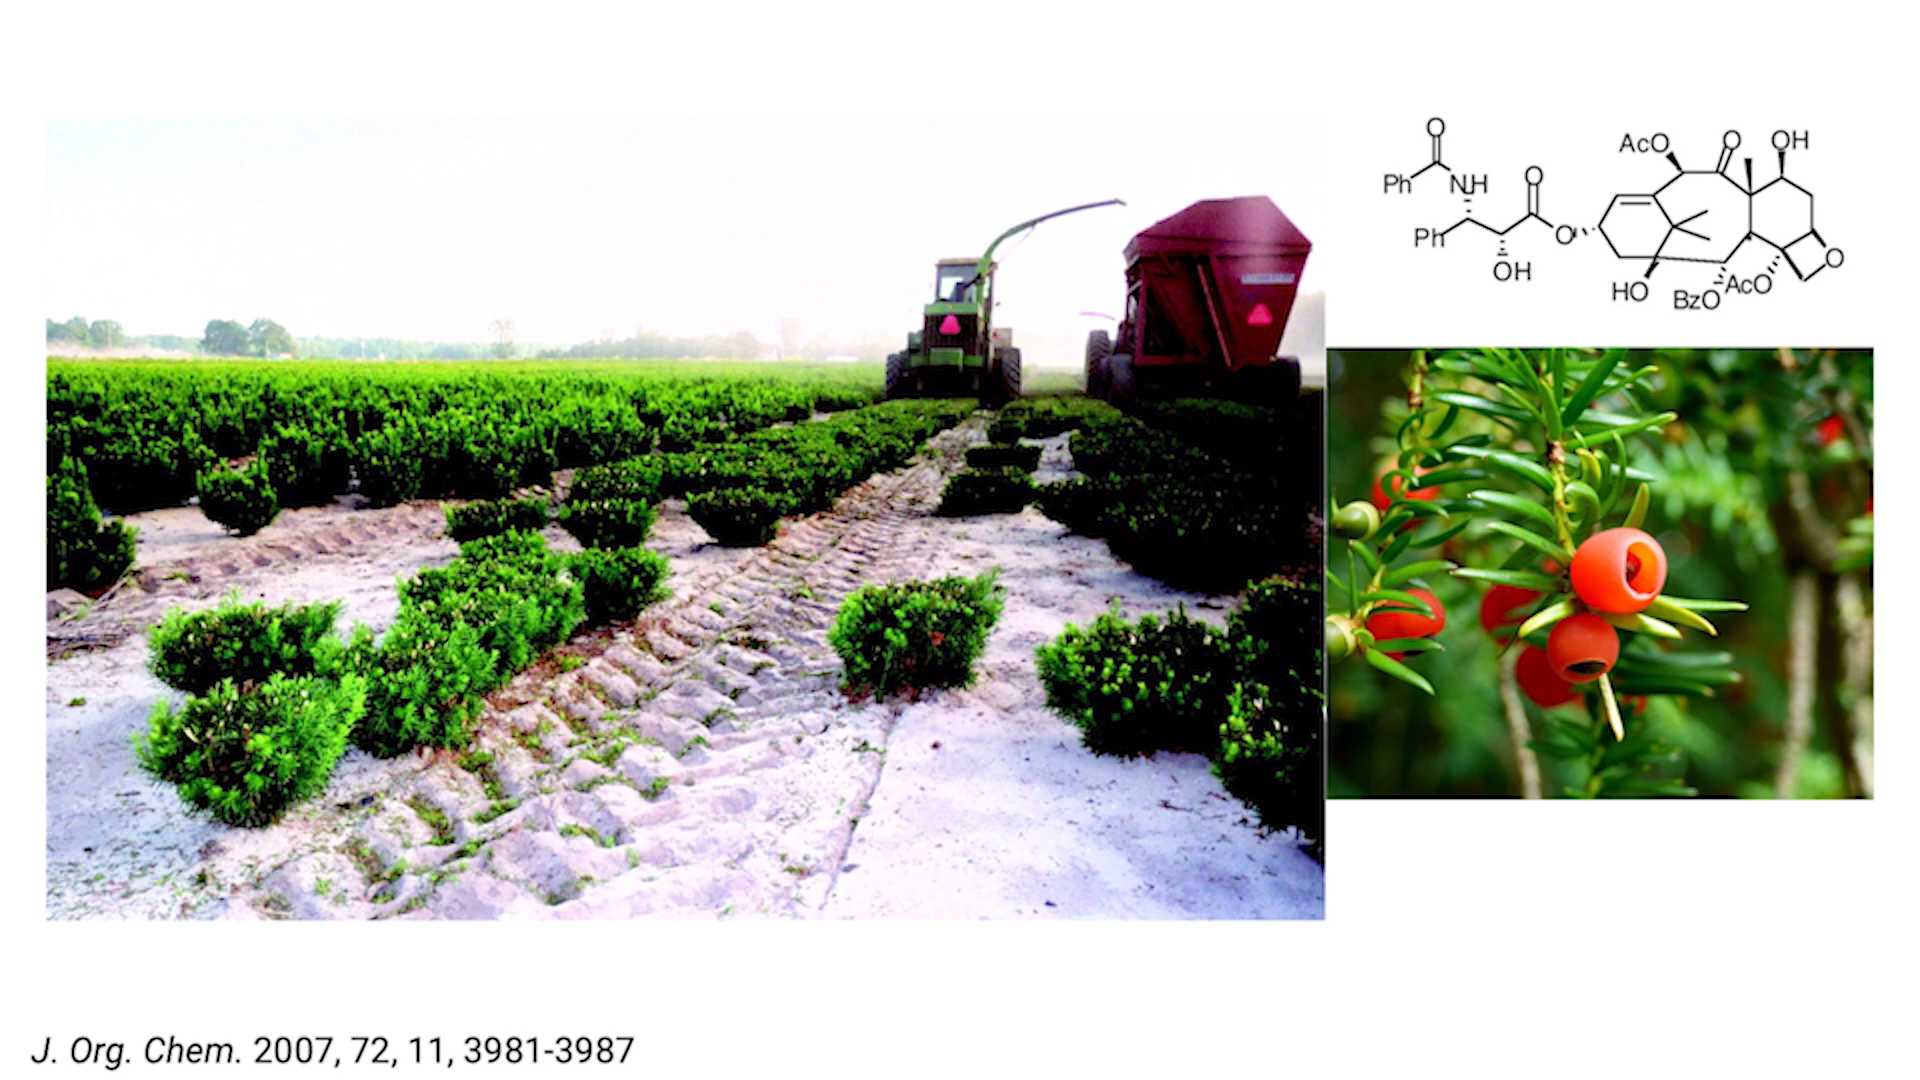 O
Ph
NH
O
Ph
OH
O
AcO
O
OH
HO
BzO
AcO
O
J. Org. Chem. 2007, 72, 11, 3981-3987